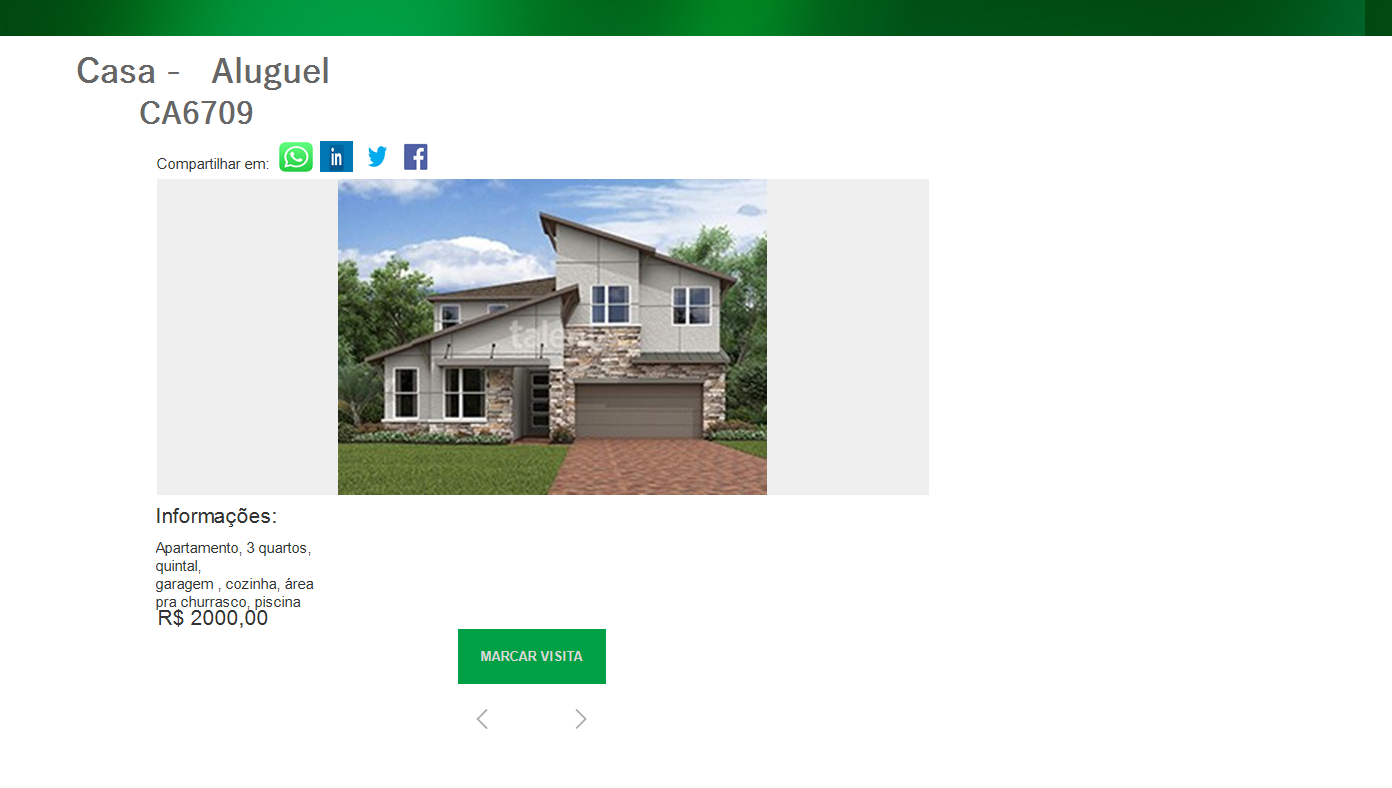 Casa - Aluguel
CA6709
Compartilhar em:
in
Informações:
Apartamento, 3 quartos,
quintal,
garagem , cozinha, área
pra churrasco, piscina
R$ 2000,00
MARCAR VISITA